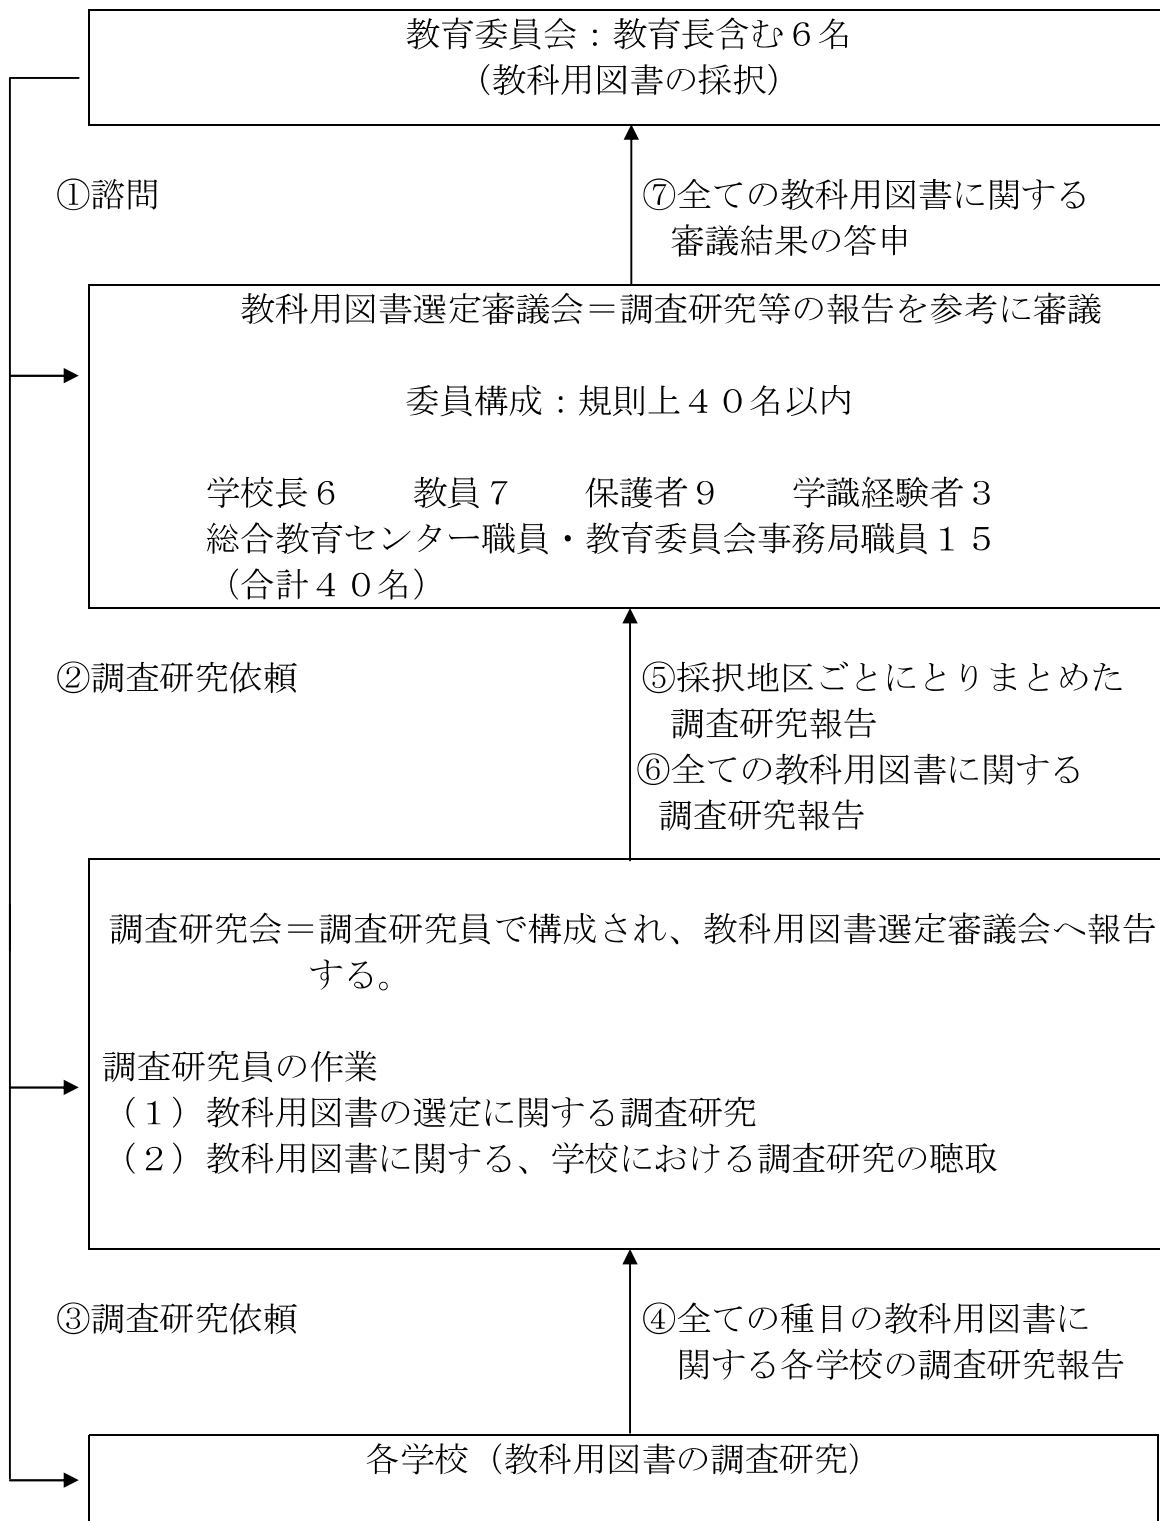 教育委員会：教育長含む６名
（教科用図書の採択）
①諮問
⑦全ての教科用図書に関する
審議結果の答申
教科用図書選定審議会＝調査研究等の報告を参考に審議
委員構成：規則上４０名以内
学校長６　　教員７　　保護者９　　学識経験者３
総合教育センター職員・教育委員会事務局職員１５
（合計４０名）
②調査研究依頼
⑤採択地区ごとにとりまとめた
調査研究報告
⑥全ての教科用図書に関する
調査研究報告
調査研究会＝調査研究員で構成され、教科用図書選定審議会へ報告
する。
調査研究員の作業
（１）教科用図書の選定に関する調査研究
（２）教科用図書に関する、学校における調査研究の聴取
③調査研究依頼
④全ての種目の教科用図書に
関する各学校の調査研究報告
各学校（教科用図書の調査研究）